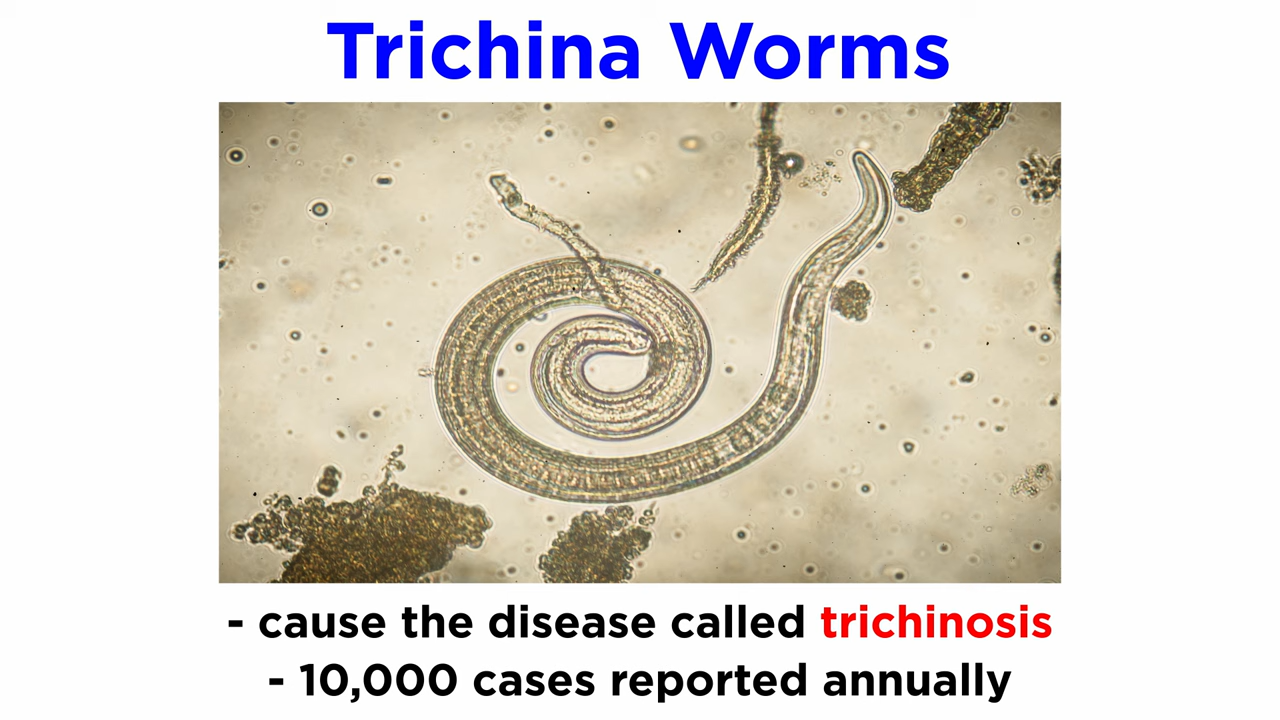 Trichina Worms
- cause the disease called trichinosis
- 10,000 cases reported annually